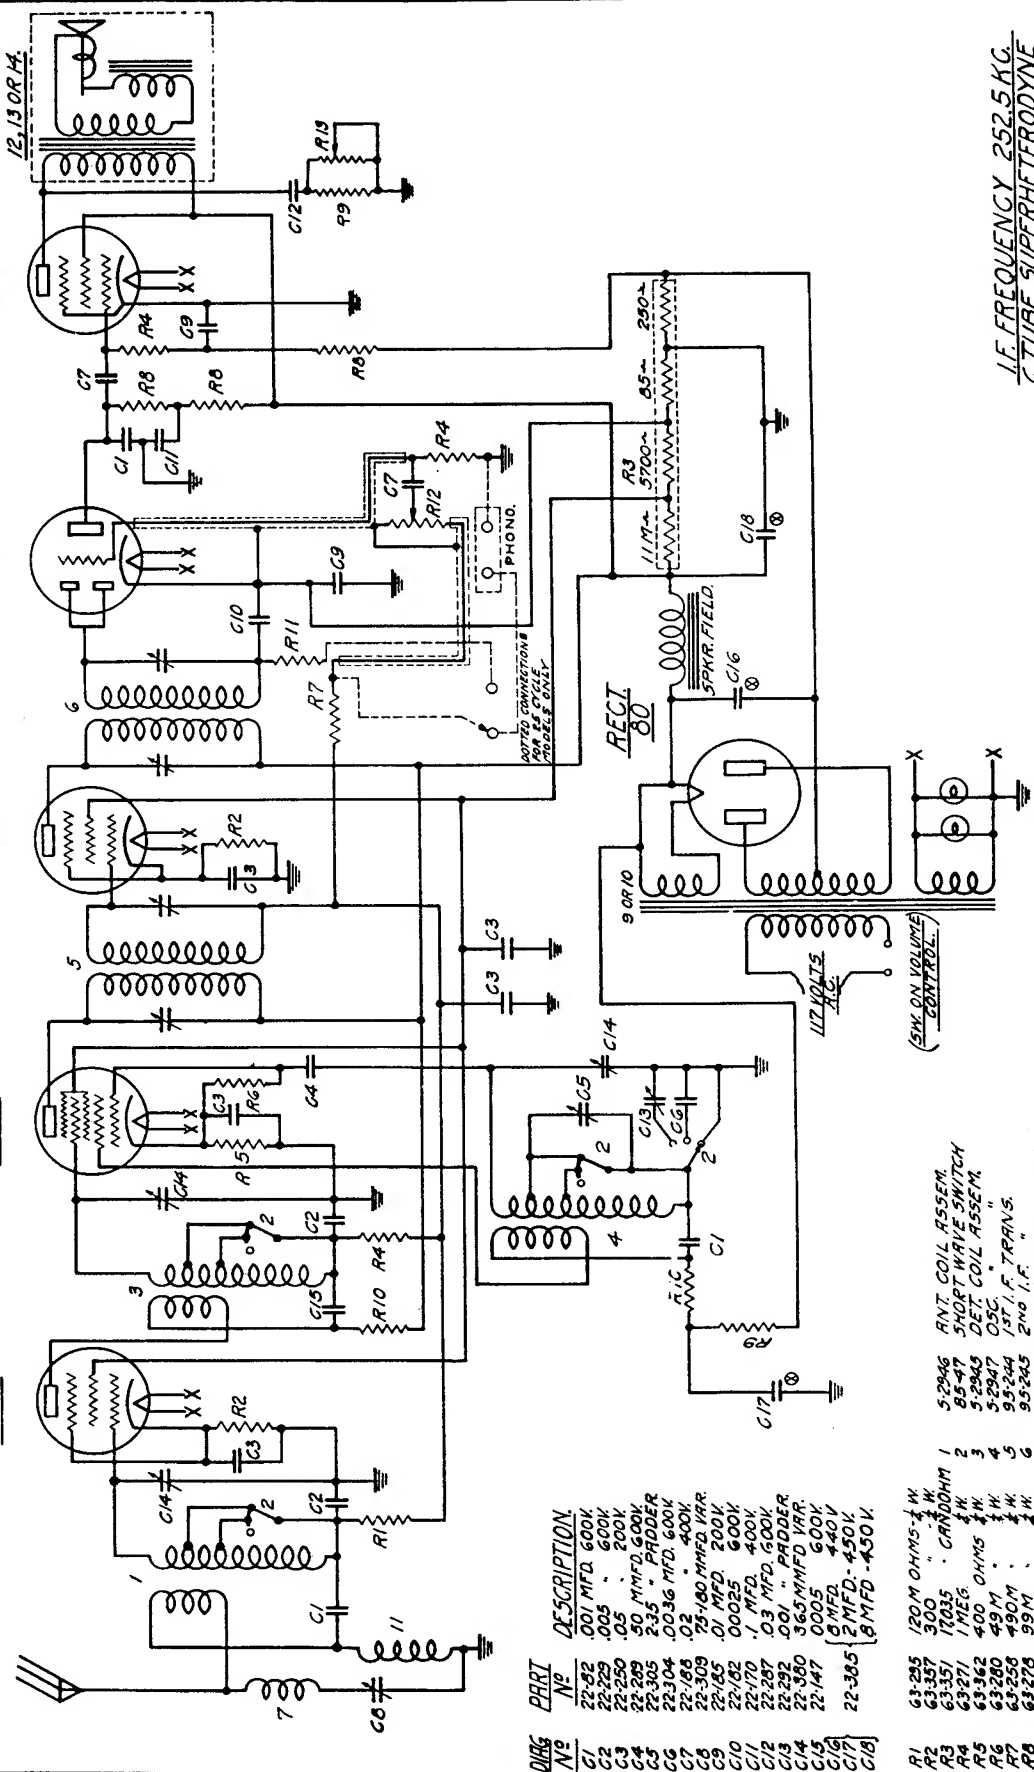 12, 13 OR 14.
C12
R13
R9
R4
C9
C7
R8
R8
R8
C1
C11
C7
R4
R12
PHONO.
C9
C10
R11
R7
6
DOTTED CONNECTIONS
FOR 25 CYCLE
MODELS ONLY
R3
11M~
5700~
85~
250~
C18
SPKR. FIELD.
C16
RECT.
80
9 OR 10
117 VOLTS
A.C.
(SW. ON VOLUME
CONTROL.)
X
X
X X
X X
X X
X X
X X
R2
C3
5
C3
C3
C3
R6
R5
C4
C14
C14
C5
C13
C6
2
2
4
C1
R9
C17
3
2
C2
C15
R10
R4
R2
C3
C14
2
C2
R1
1
C1
11
7
C8
I.F. FREQUENCY 252.5 KC.
6 TUBE SUPERHETERODYNE
DIAG PART
Nº Nº DESCRIPTION
C1 22-82 .001 MFD. 600V.
C2 22-229 .005 " 600V.
C3 22-250 .05 " 200V.
C4 22-289 50 MMFD. 600V.
C5 22-305 235 " PADDER
C6 22-304 .0036 MFD. 600V.
C7 22-188 .02 " 400V.
C8 22-309 75-180 MMFD. VAR.
C9 22-185 .01 MFD. 200V.
C10 22-182 .00025 600V.
C11 22-170 .1 MFD. 400V.
C12 22-287 .03 MFD. 600V.
C13 22-292 .001 " PADDER.
C14 22-380 365 MMFD VAR.
C15 22-147 .0005 600V.
C16 8 MFD. 440V
C17 22-385 2 MFD. - 450V.
C18 8 MFD - 450V.
R1 63-295 120 M OHMS-¼ W.
R2 63-357 300 " - ¼ W.
R3 63-351 17,035 " CANDOHM
R4 63-271 1 MEG. ¼ W.
R5 63-362 400 OHMS ¼ W.
R6 63-280 49 M " ¼ W.
R7 63-258 490 M " ¼ W.
R8 63-278 99 M " ¼ W.
1 5-2946 ANT. COIL ASSEM.
2 85-47 SHORT WAVE SWITCH
3 5-2945 DET. COIL ASSEM.
4 5-2947 OSC. " "
5 95-244 1ST I.F. TRANS.
6 95-245 2ND I.F. "